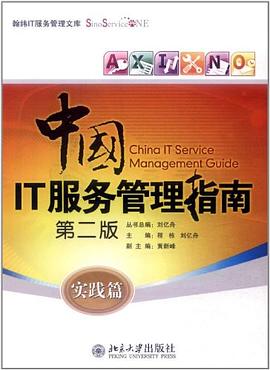 翰纬IT服务管理文库 SinoServiceONE
A X I N O
中国
China IT Service
Management Guide
IT服务管理指南
第二版
丛书总编：刘亿舟
主 编：程 栋 刘亿舟
副 主 编：黄新峰
实践篇
北京大学出版社